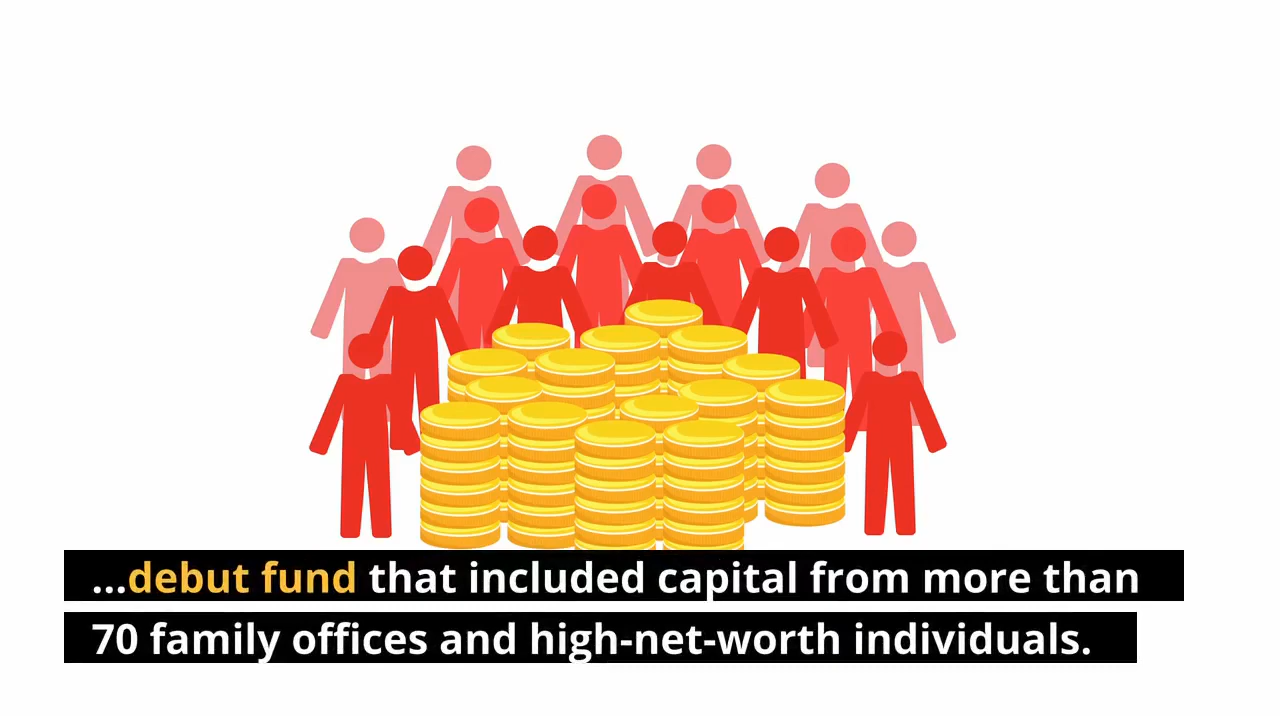 ...debut fund that included capital from more than
70 family offices and high-net-worth individuals.